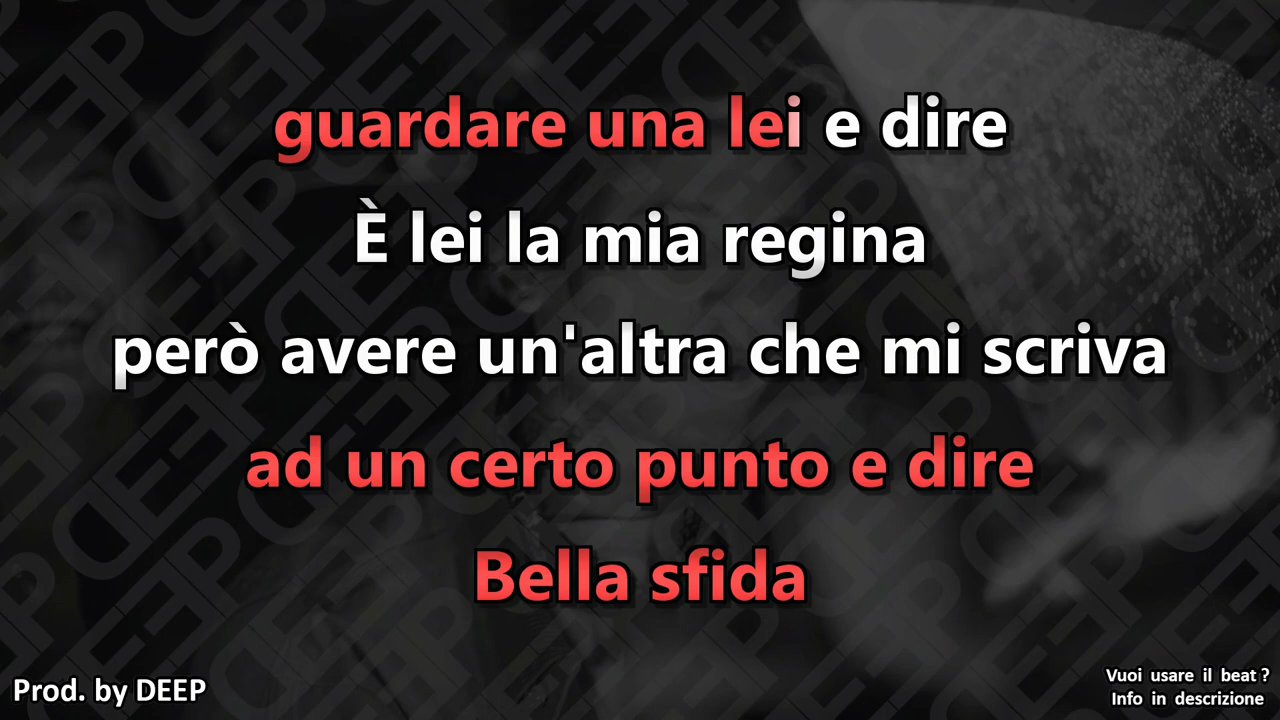 guardare una lei e dire
È lei la mia regina
però avere un'altra che mi scriva
ad un certo punto e dire
Bella sfida
Prod. by DEEP
Vuoi usare il beat ?
Info in descrizione